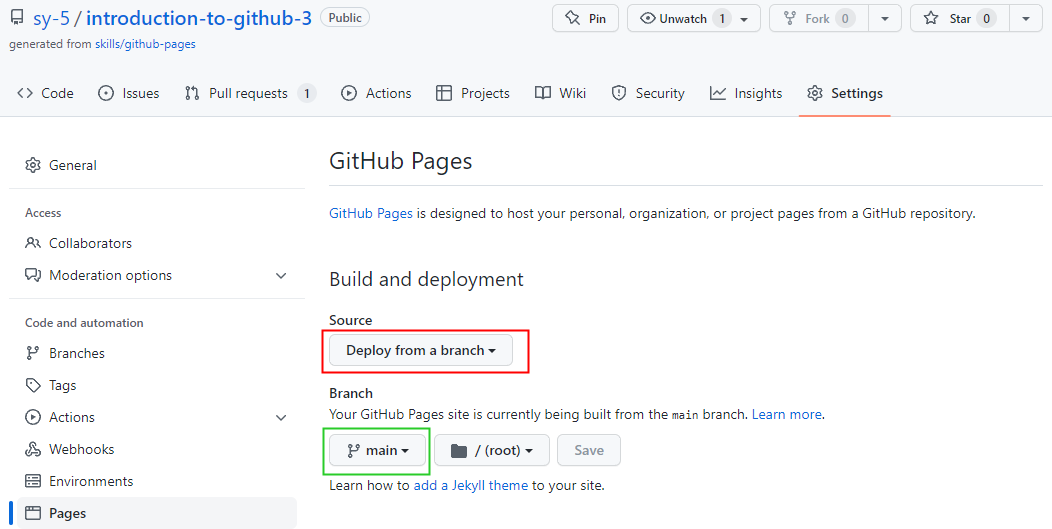 sy-5 / introduction-to-github-3 Public
Pin
Unwatch 1
Fork 0
Star 0
generated from skills/github-pages
Code
Issues
Pull requests 1
Actions
Projects
Wiki
Security
Insights
Settings
General
Access
Collaborators
Moderation options
Code and automation
Branches
Tags
Actions
Webhooks
Environments
Pages
GitHub Pages
GitHub Pages is designed to host your personal, organization, or project pages from a GitHub repository.
Build and deployment
Source
Deploy from a branch
Branch
Your GitHub Pages site is currently being built from the main branch. Learn more.
main
/ (root)
Save
Learn how to add a Jekyll theme to your site.